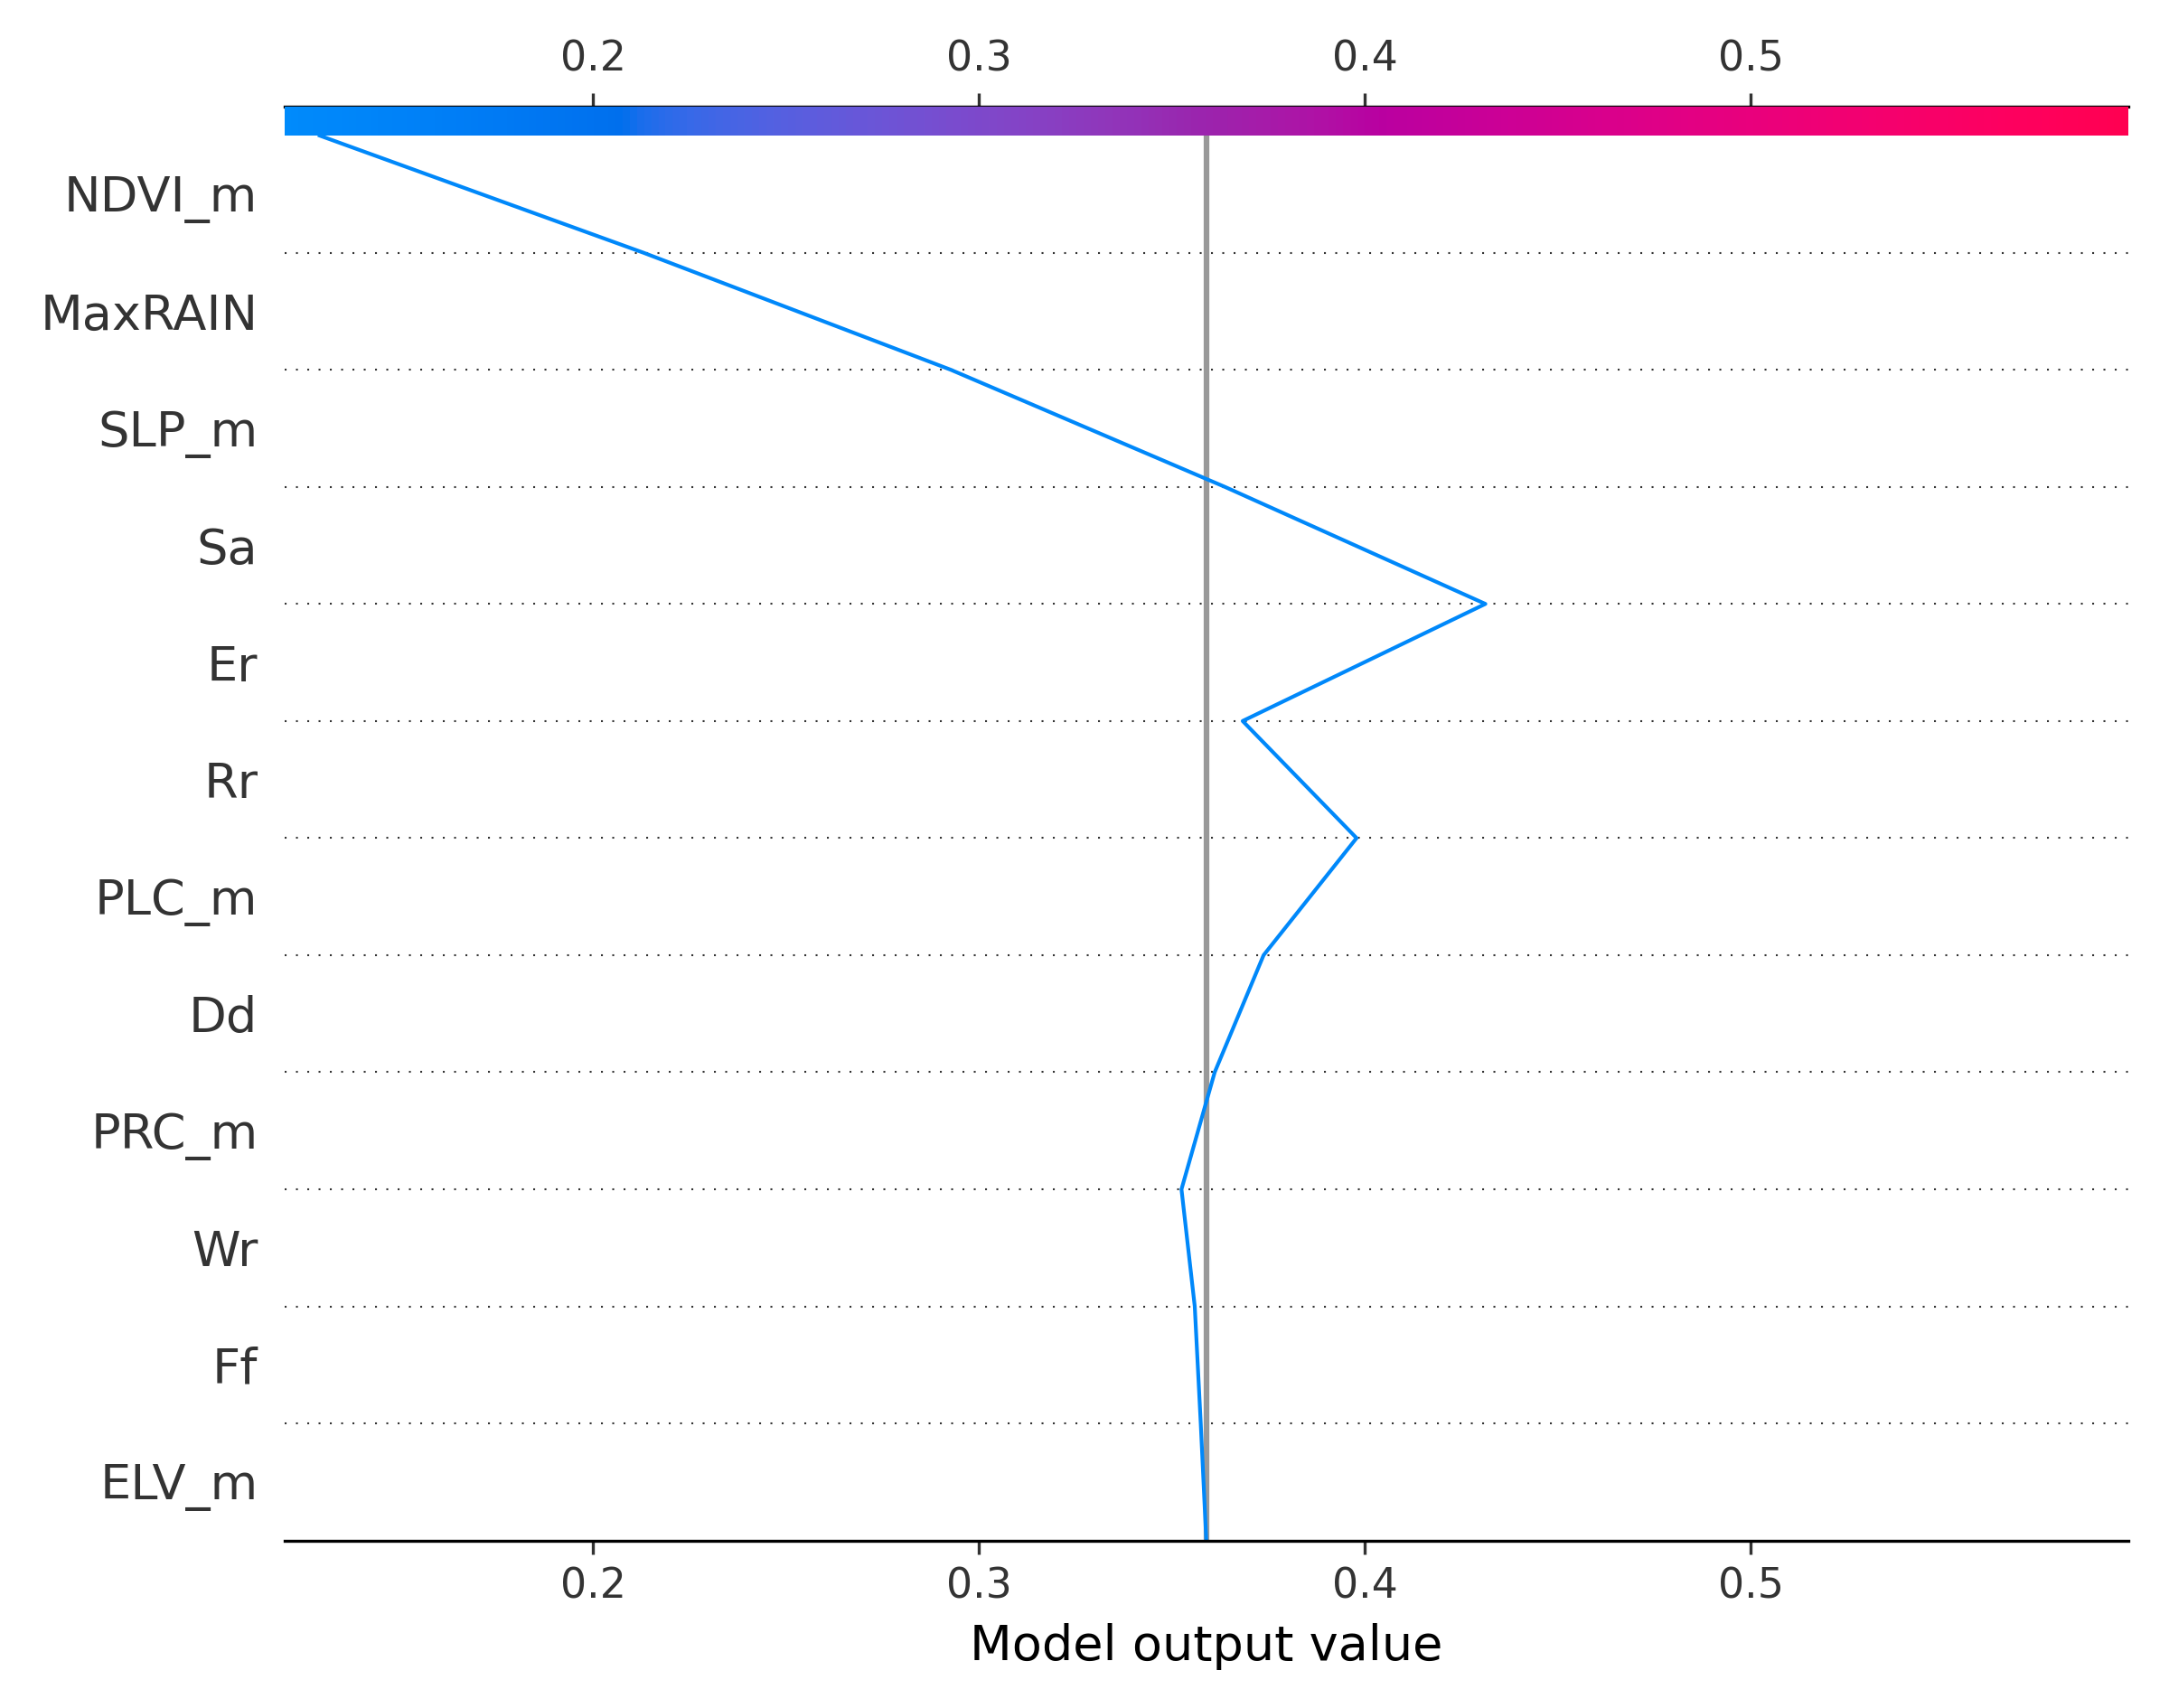 0.2 0.3 0.4 0.5
NDVI_m
MaxRAIN
SLP_m
Sa
Er
Rr
PLC_m
Dd
PRC_m
Wr
Ff
ELV_m
0.2 0.3 0.4 0.5
Model output value